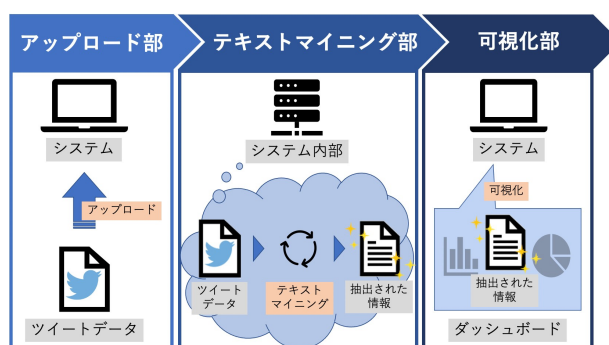 アップロード部
テキストマイニング部
可視化部
システム
アップロード
ツイートデータ
システム内部
ツイート
データ
テキスト
マイニング
抽出された
情報
システム
可視化
抽出された
情報
ダッシュボード